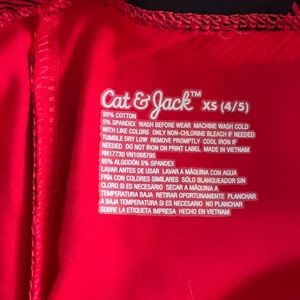 Cat & Jack™ XS (4/5)
95% COTTON
5% SPANDEX WASH BEFORE WEAR MACHINE WASH COLD
WITH LIKE COLORS ONLY NON-CHLORINE BLEACH IF NEEDED
TUMBLE DRY LOW REMOVE PROMPTLY COOL IRON IF
NEEDED DO NOT IRON ON PRINT LABEL MADE IN VIETNAM
RN17730 VN1058795
95% ALGODÓN 5% SPANDEX
LAVAR ANTES DE USAR LAVAR A MÁQUINA CON AGUA
FRÍA CON COLORES SIMILARES SÓLO BLANQUEADOR SIN
CLORO SI ES NECESARIO SECAR A MÁQUINA A
TEMPERATURA BAJA RETIRAR OPORTUNAMENTE PLANCHAR
A BAJA TEMPERATURA SI ES NECESARIO NO PLANCHAR
SOBRE LA ETIQUETA IMPRESA HECHO EN VIETNAM